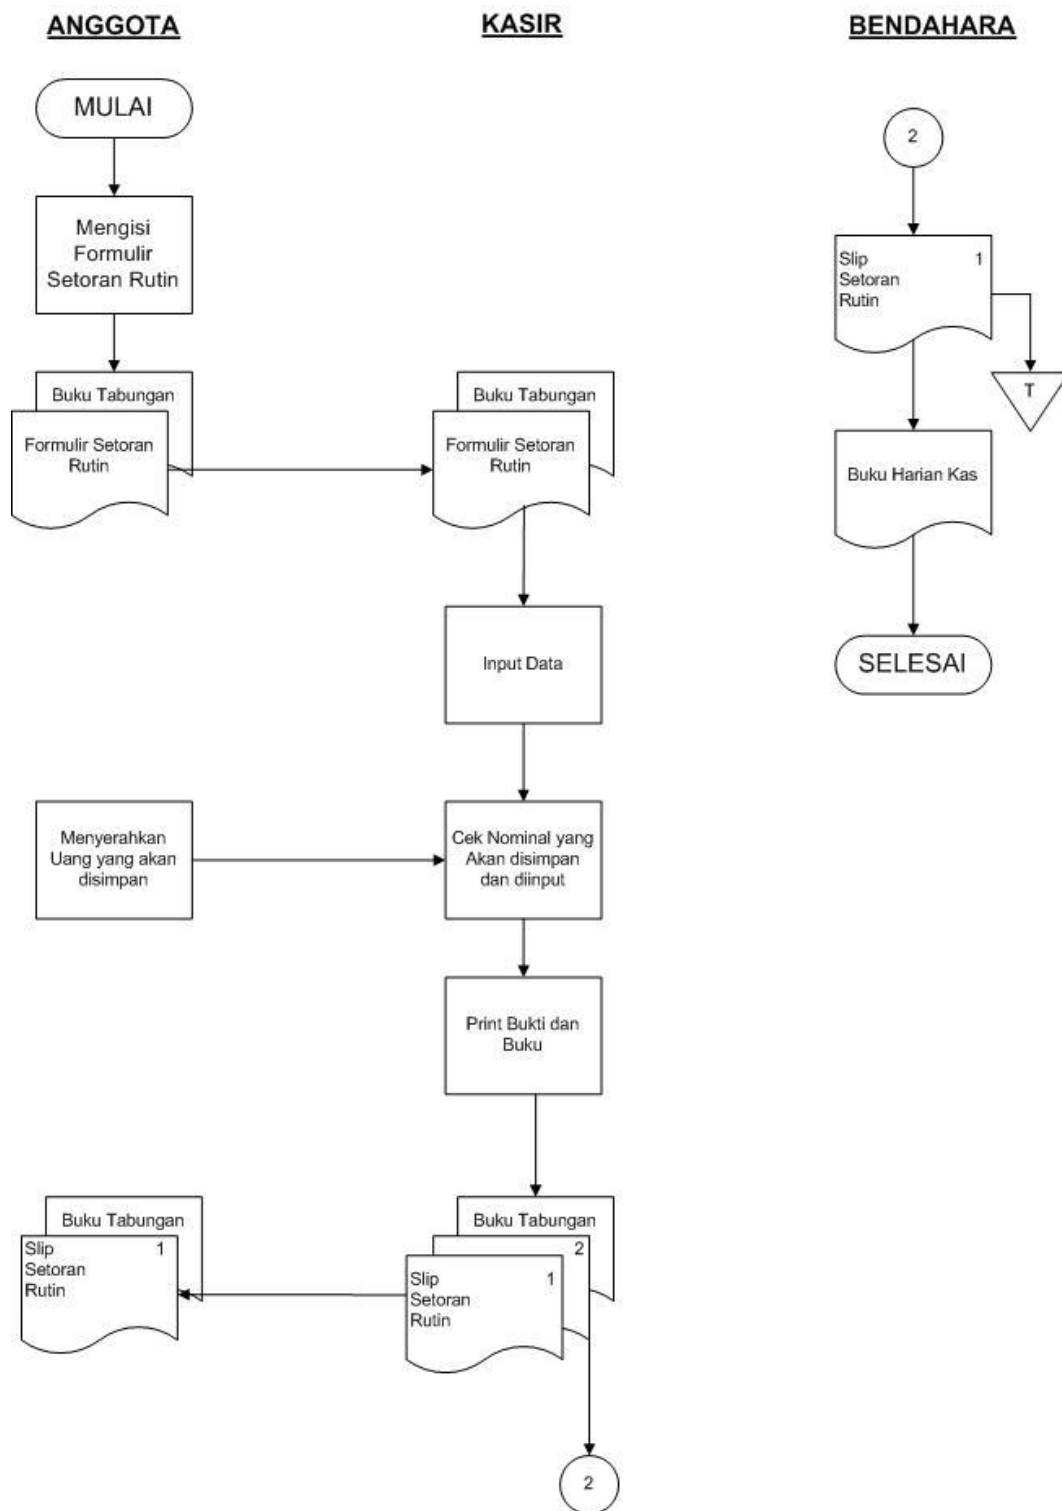 ANGGOTA
KASIR
BENDAHARA
MULAI
Mengisi
Formulir
Setoran Rutin
Buku Tabungan
Formulir Setoran
Rutin
Buku Tabungan
Formulir Setoran
Rutin
Input Data
Menyerahkan
Uang yang akan
disimpan
Cek Nominal yang
Akan disimpan
dan diinput
Print Bukti dan
Buku
Buku Tabungan
Slip 1
Setoran
Rutin
Buku Tabungan
2
Slip 1
Setoran
Rutin
2
2
Slip 1
Setoran
Rutin
T
Buku Harian Kas
SELESAI